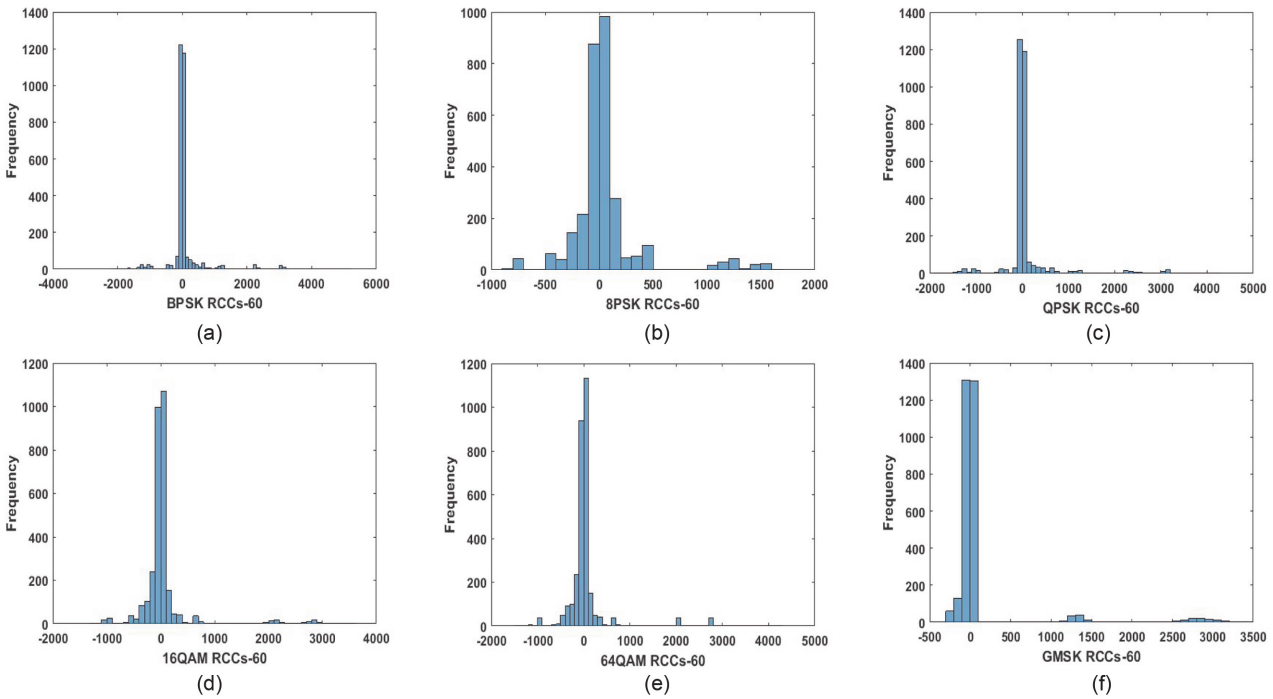 1400
1200
1000
800
600
400
200
0
Frequency
-4000 -2000 0 2000 4000 6000
BPSK RCCs-60
(a)
1000
800
600
400
200
0
Frequency
-1000 -500 0 500 1000 1500 2000
8PSK RCCs-60
(b)
1400
1200
1000
800
600
400
200
0
Frequency
-2000 -1000 0 1000 2000 3000 4000 5000
QPSK RCCs-60
(c)
1200
1000
800
600
400
200
0
Frequency
-2000 -1000 0 1000 2000 3000 4000
16QAM RCCs-60
(d)
1200
1000
800
600
400
200
0
Frequency
-2000 -1000 0 1000 2000 3000 4000 5000
64QAM RCCs-60
(e)
1400
1200
1000
800
600
400
200
0
Frequency
-500 0 500 1000 1500 2000 2500 3000 3500
GMSK RCCs-60
(f)